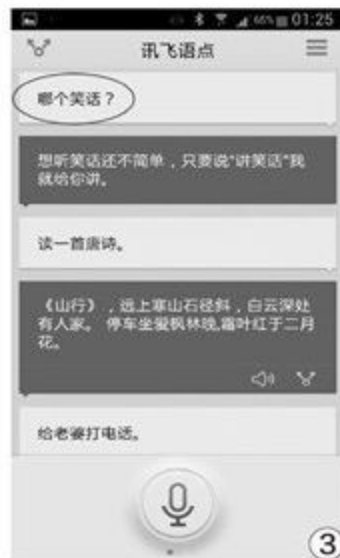 65% 01:25
讯飞语点
哪个笑话？
想听笑话还不简单，只要说“讲笑话”我
就给你讲。
读一首唐诗。
《山行》，远上寒山石径斜，白云深处
有人家。 停车坐爱枫林晚,霜叶红于二月
花。
给老婆打电话。
③